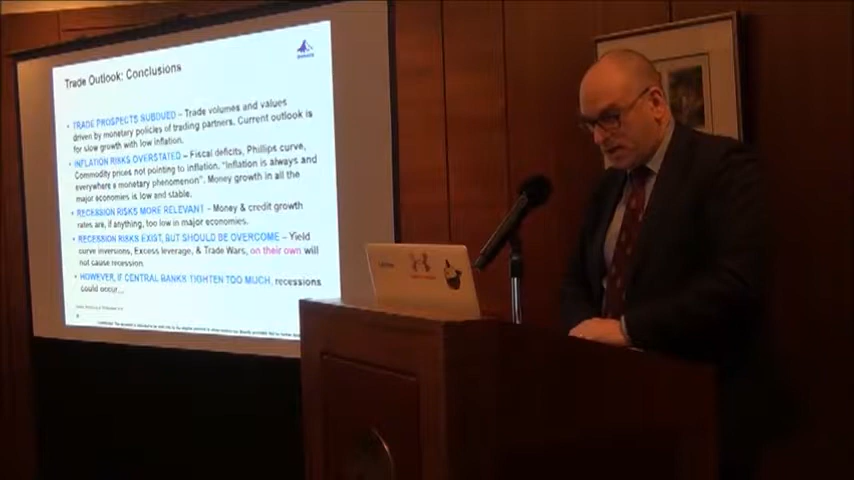 Trade Outlook: Conclusions
• TRADE PROSPECTS SUBDUED – Trade volumes and values
driven by monetary policies of trading partners. Current outlook is
for slow growth with low inflation.
• INFLATION RISKS OVERSTATED – Fiscal deficits, Phillips curve,
Commodity prices not pointing to inflation. "Inflation is always and
everywhere a monetary phenomenon". Money growth in all the
major economies is low and stable.
• RECESSION RISKS MORE RELEVANT – Money & credit growth
rates are, if anything, too low in major economies.
• RECESSION RISKS EXIST, BUT SHOULD BE OVERCOME – Yield
curve inversions, Excess leverage, & Trade Wars, on their own will
not cause recession.
• HOWEVER, IF CENTRAL BANKS TIGHTEN TOO MUCH, recessions
could occur...